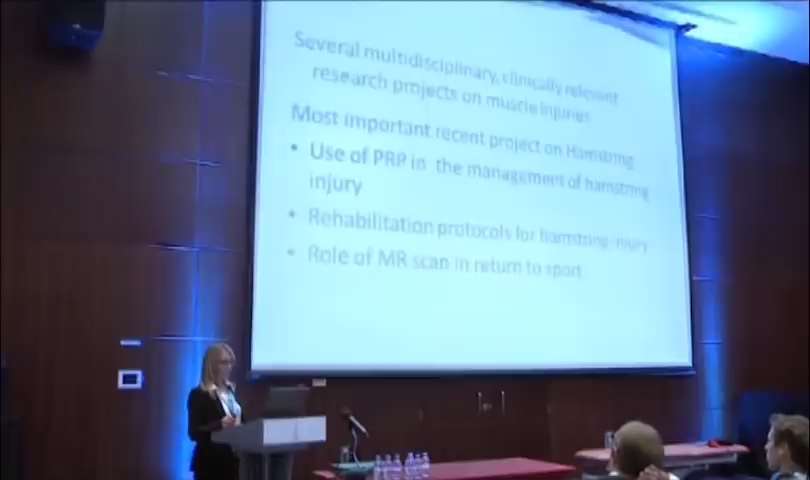 Several multidisciplinary, clinically relevant
research projects on muscle injuries
Most important recent project on Hamstring
• Use of PRP in the management of hamstring
injury
• Rehabilitation protocols for hamstring injury
• Role of MR scan in return to sport